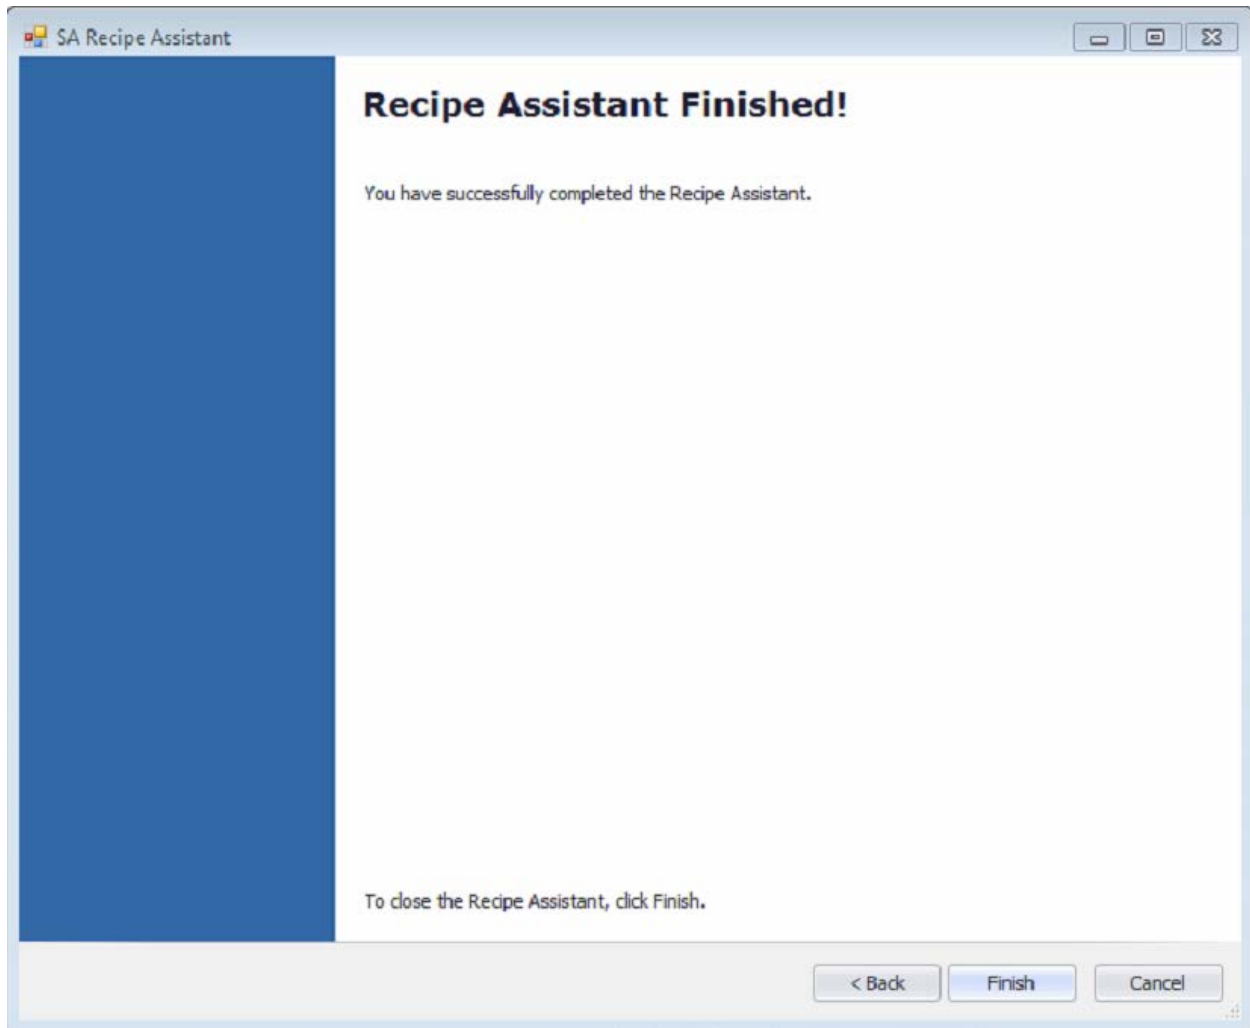 SA Recipe Assistant
Recipe Assistant Finished!
You have successfully completed the Recipe Assistant.
To close the Recipe Assistant, click Finish.
< Back Finish Cancel